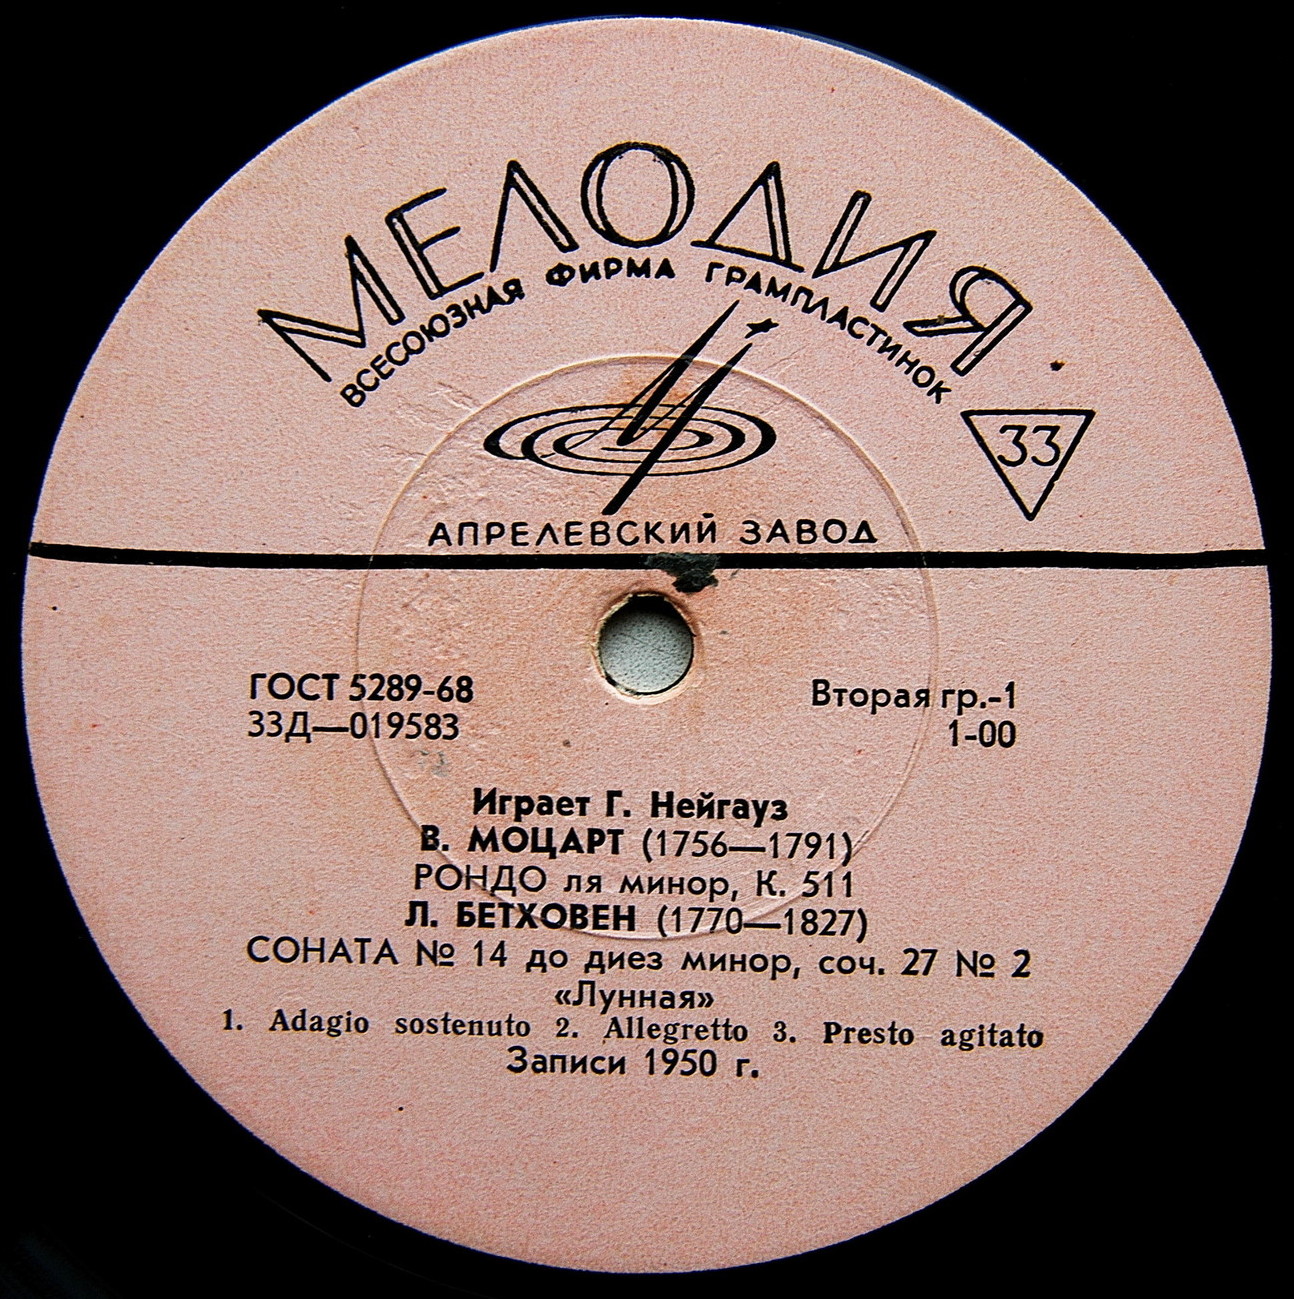 МЕЛОДИЯ
ВСЕСОЮЗНАЯ ФИРМА ГРАМПЛАСТИНОК
33
АПРЕЛЕВСКИЙ ЗАВОД
ГОСТ 5289-68
Вторая гр.-1
33Д—019583
1-00
Играет Г. Нейгауз
В. МОЦАРТ (1756—1791)
РОНДО ля минор, К. 511
Л. БЕТХОВЕН (1770—1827)
СОНАТА № 14 до диез минор, соч. 27 № 2
«Лунная»
1. Adagio sostenuto 2. Allegretto 3. Presto agitato
Записи 1950 г.